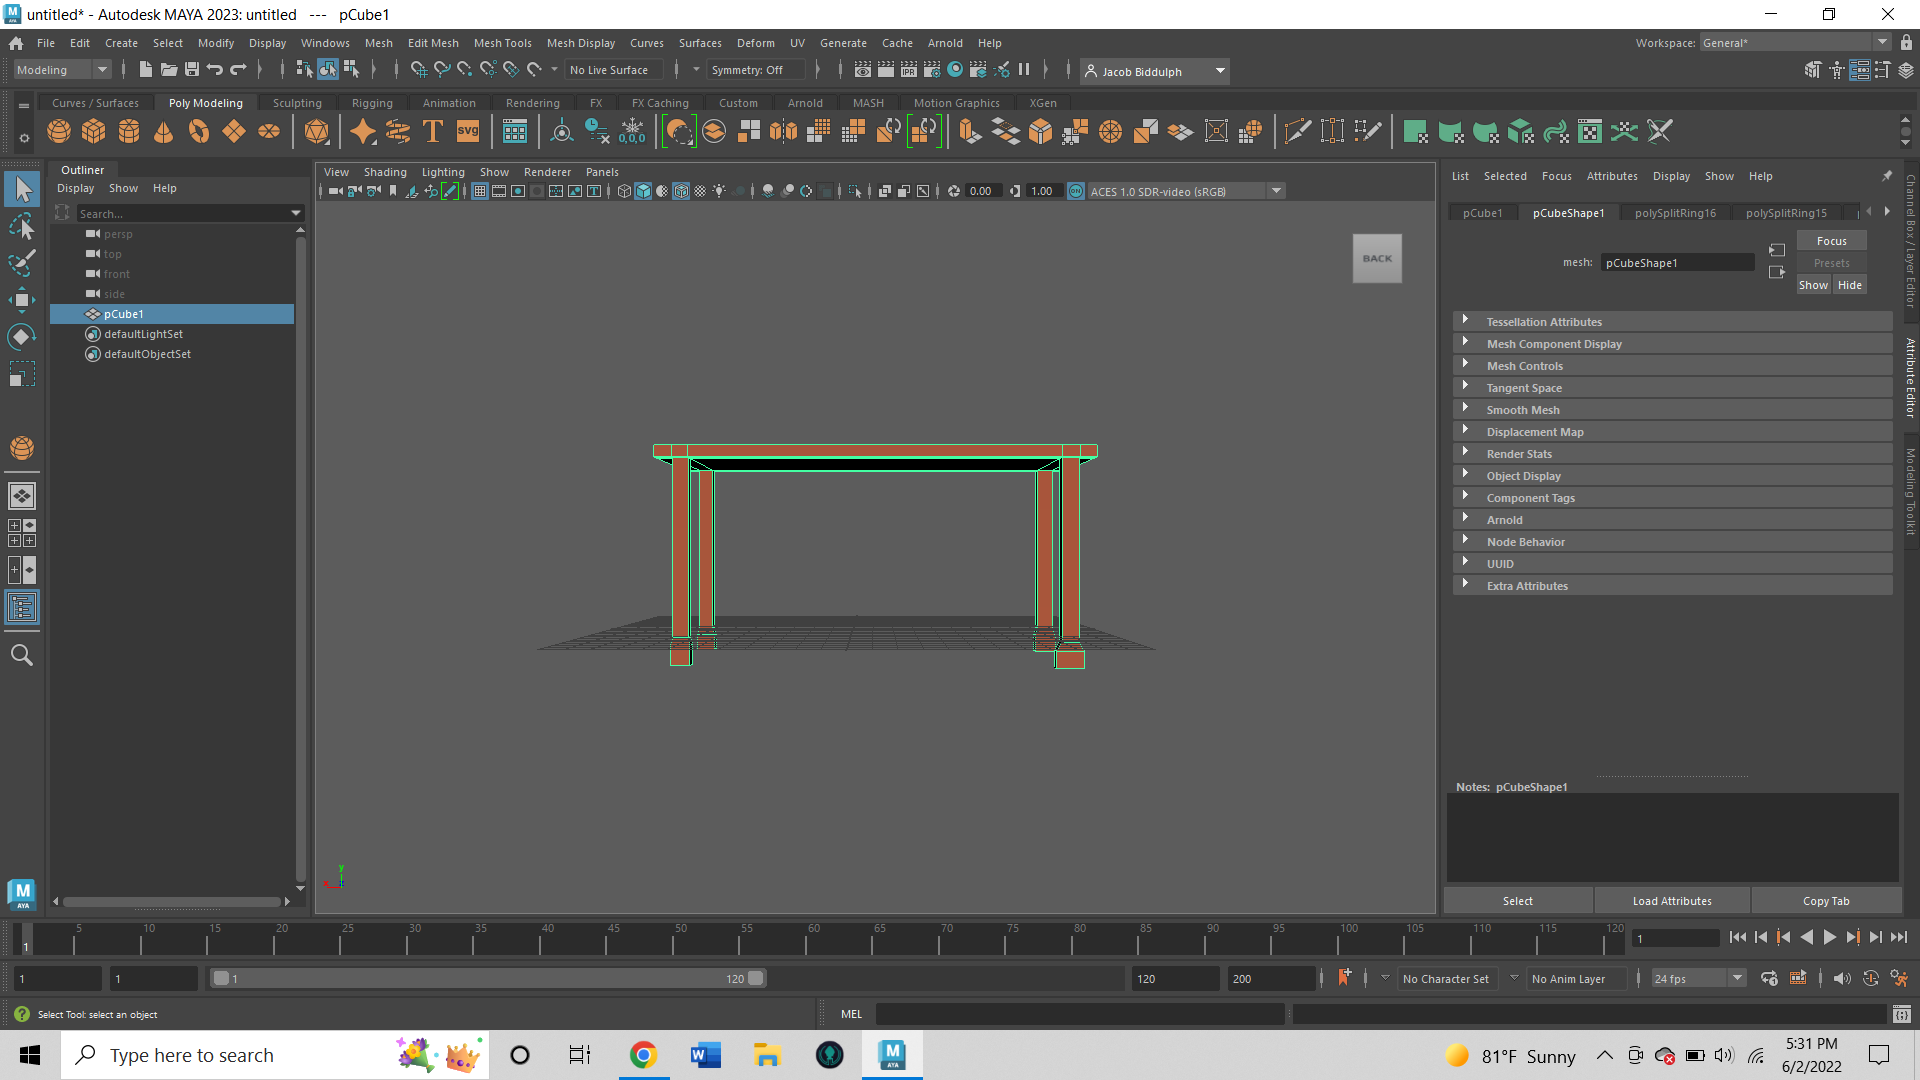 untitled* - Autodesk MAYA 2023: untitled   ---   pCube1
File Edit Create Select Modify Display Windows Mesh Edit Mesh Mesh Tools Mesh Display Curves Surfaces Deform UV Generate Cache Arnold Help
Workspace: General*
Modeling
No Live Surface
Symmetry: Off
IPR
Jacob Biddulph
Curves / Surfaces Poly Modeling Sculpting Rigging Animation Rendering FX FX Caching Custom Arnold MASH Motion Graphics XGen
T SVG
0,0,0
Outliner
Display Show Help
Search...
persp
top
front
side
pCube1
defaultLightSet
defaultObjectSet
View Shading Lighting Show Renderer Panels
0.00
1.00
ON
ACES 1.0 SDR-video (sRGB)
BACK
y
List Selected Focus Attributes Display Show Help
pCube1 pCubeShape1 polySplitRing16 polySplitRing15
mesh: pCubeShape1
Focus
Presets
Show Hide
Tessellation Attributes
Mesh Component Display
Mesh Controls
Tangent Space
Smooth Mesh
Displacement Map
Render Stats
Object Display
Component Tags
Arnold
Node Behavior
UUID
Extra Attributes
Notes: pCubeShape1
Select Load Attributes Copy Tab
Channel Box / Layer Editor
Attribute Editor
Modeling Toolkit
M
AYA
1 5 10 15 20 25 30 35 40 45 50 55 60 65 70 75 80 85 90 95 100 105 110 115 120
1
1 1 1 120 120 200
No Character Set
No Anim Layer
24 fps
Select Tool: select an object
MEL
Type here to search
81°F Sunny
5:31 PM
6/2/2022